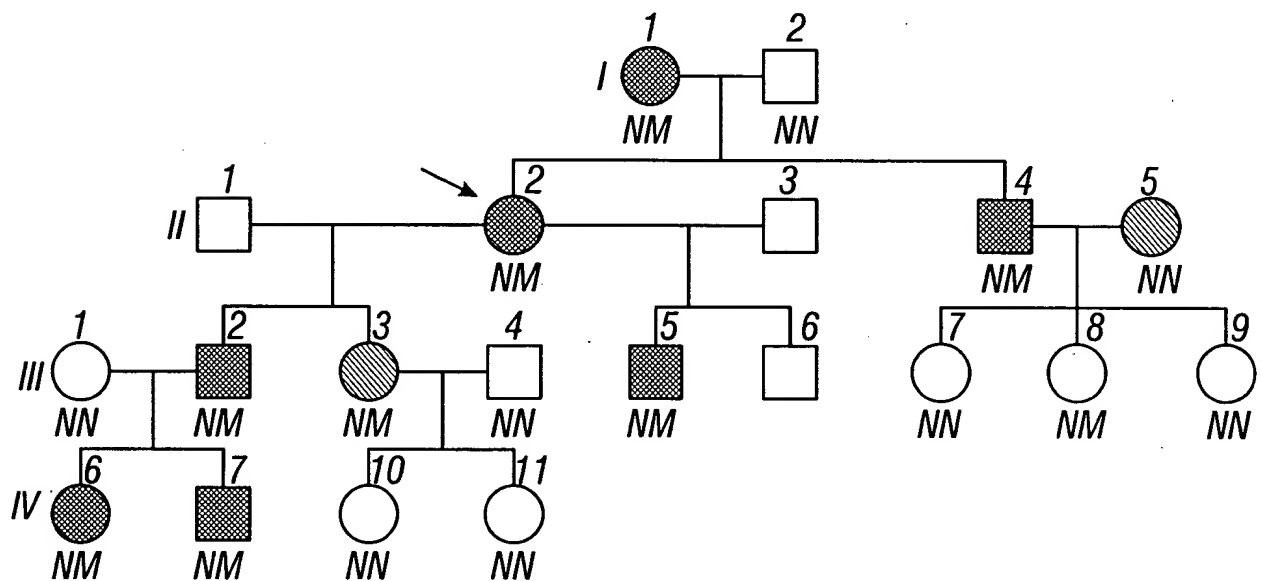 1 2
I
NM NN
1 2 3 4 5
II
NM NM NN
1 2 3 4 5 6 7 8 9
III
NN NM NM NN NM NN NM NN
6 7 10 11
IV
NM NM NN NN